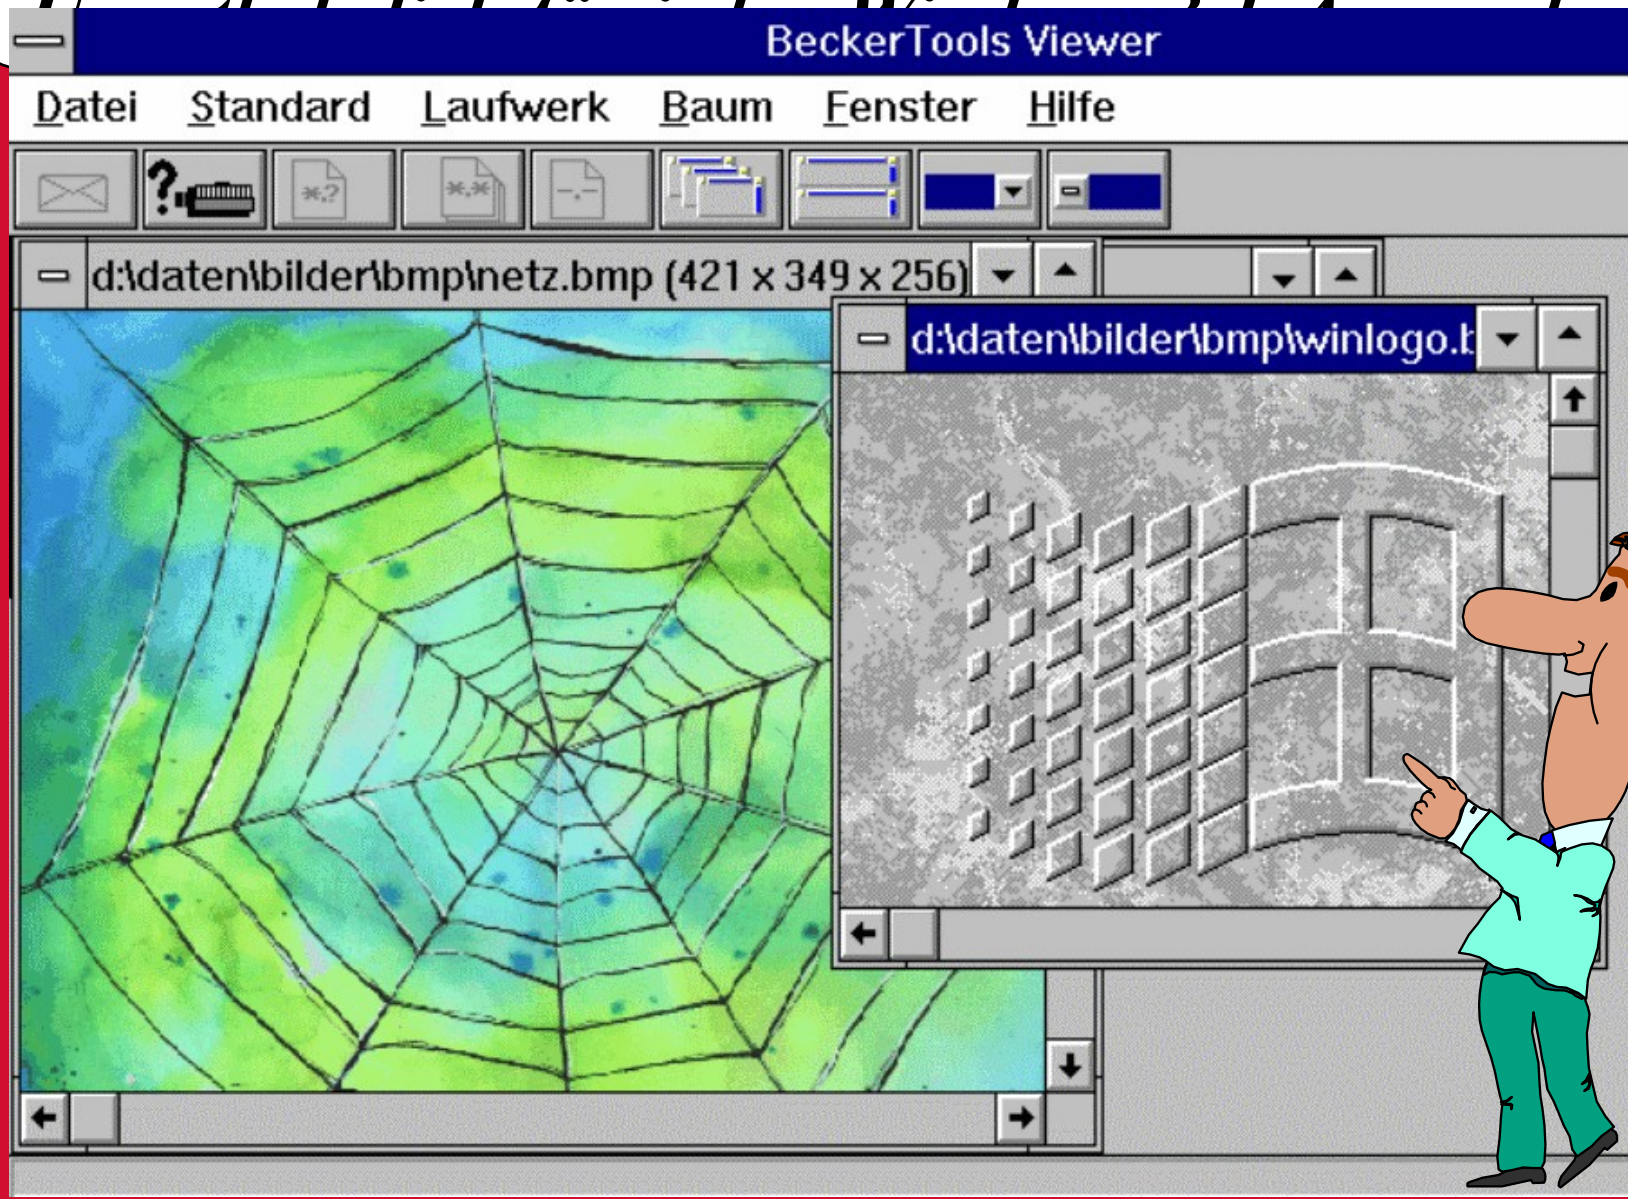 BeckerTools Viewer
Datei Standard Laufwerk Baum Fenster Hilfe
? *.? *.* -.-
d:\daten\bilder\bmp\netz.bmp (421 x 349 x 256)
d:\daten\bilder\bmp\winlogo.b